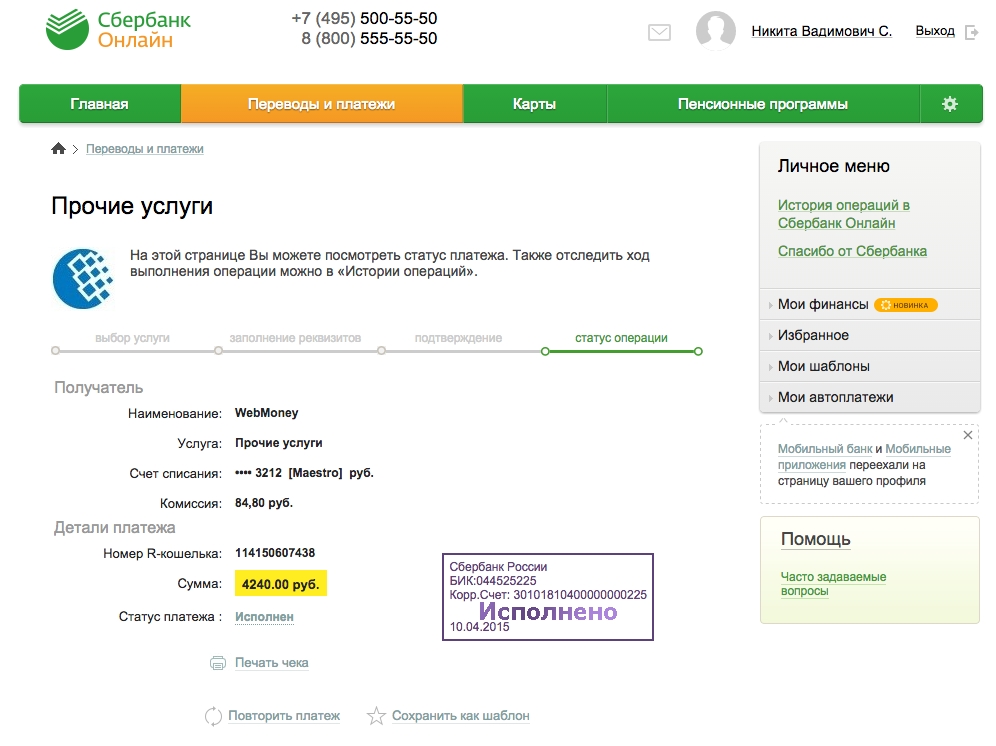 Сбербанк
Онлайн
+7 (495) 500-55-50
8 (800) 555-55-50
Никита Вадимович С.
Выход
Главная
Переводы и платежи
Карты
Пенсионные программы
Переводы и платежи
Прочие услуги
На этой странице Вы можете посмотреть статус платежа. Также отследить ход
выполнения операции можно в «Истории операций».
выбор услуги
заполнение реквизитов
подтверждение
статус операции
Получатель
Наименование: WebMoney
Услуга: Прочие услуги
Счет списания: •••• 3212 [Maestro] руб.
Комиссия: 84,80 руб.
Детали платежа
Номер R-кошелька: 114150607438
Сумма: 4240.00 руб.
Статус платежа : Исполнен
Сбербанк России
БИК:044525225
Корр.Счет: 30101810400000000225
Исполнено
10.04.2015
Печать чека
Повторить платеж
Сохранить как шаблон
Личное меню
История операций в
Сбербанк Онлайн
Спасибо от Сбербанка
Мои финансы НОВИНКА
Избранное
Мои шаблоны
Мои автоплатежи
Мобильный банк и Мобильные
приложения переехали на
страницу вашего профиля
Помощь
Часто задаваемые
вопросы